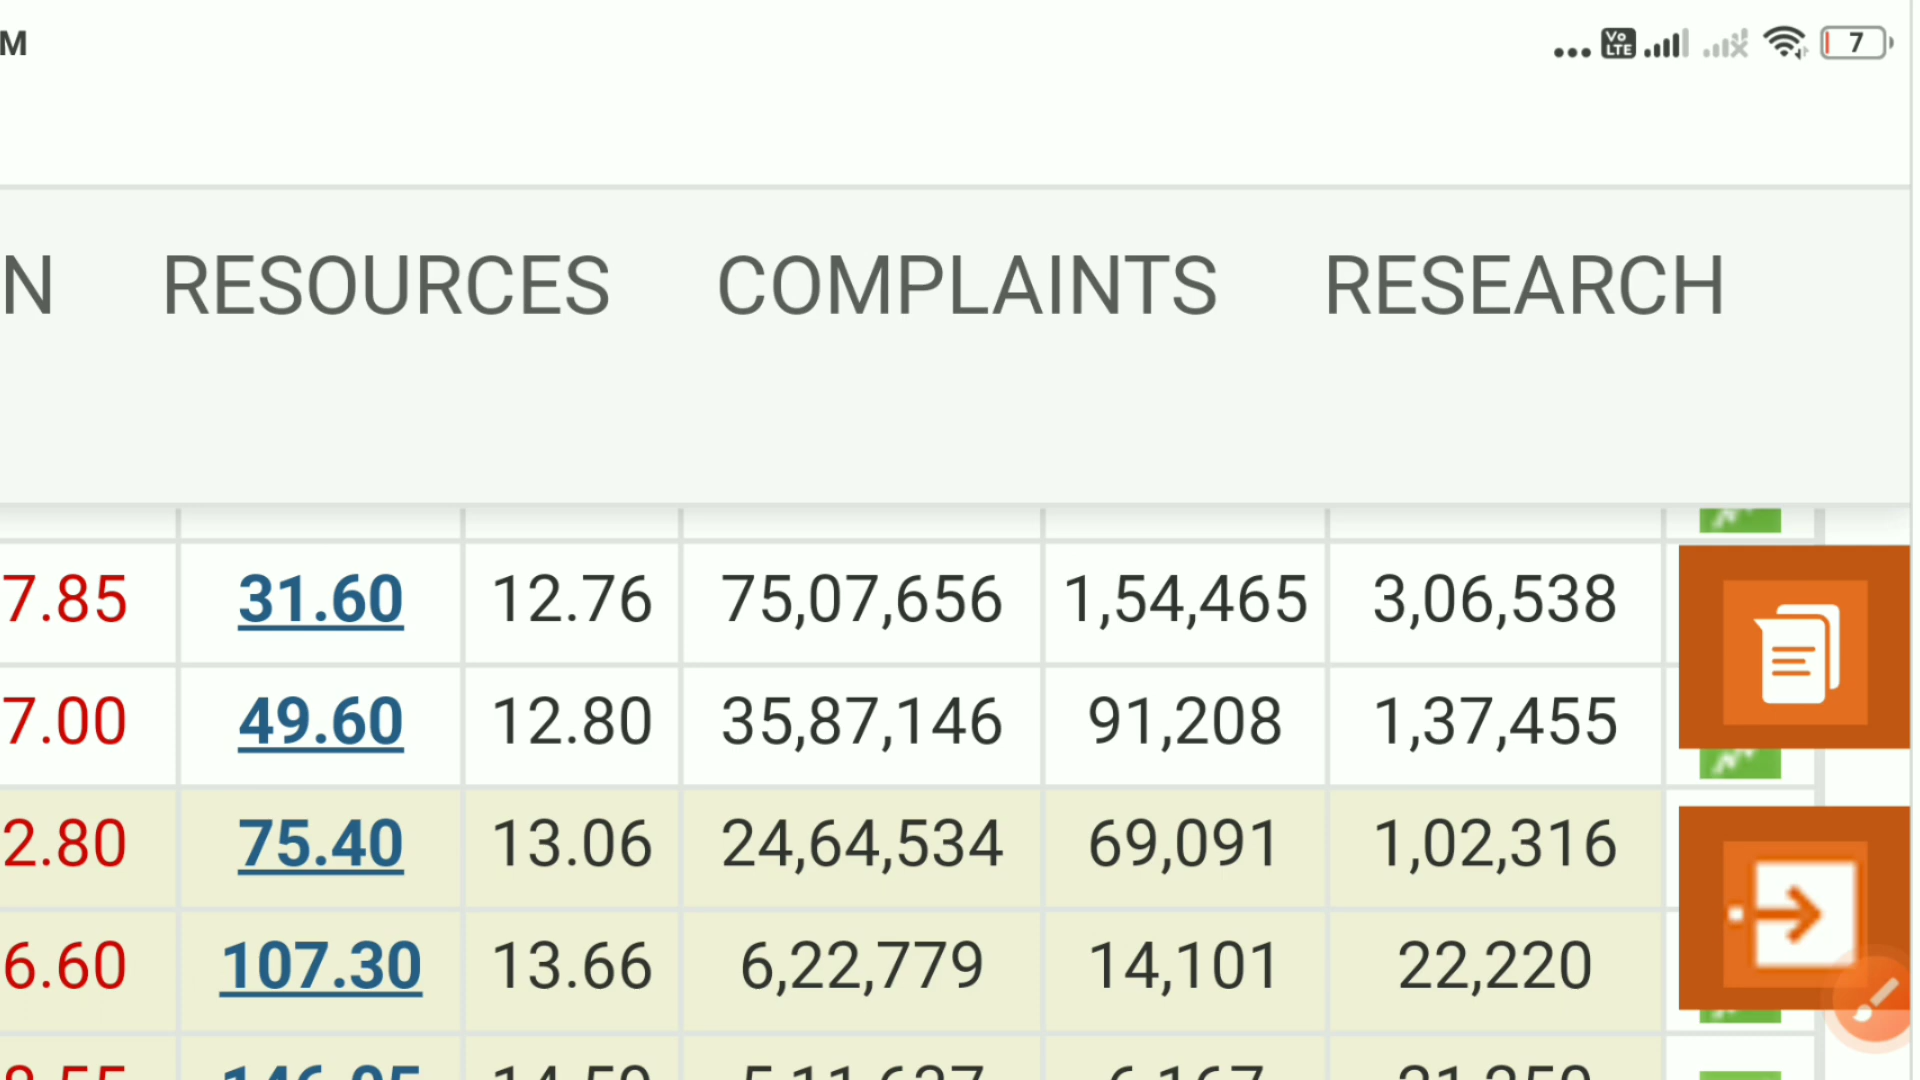 M
Vo LTE 7
N RESOURCES COMPLAINTS RESEARCH
7.85 31.60 12.76 75,07,656 1,54,465 3,06,538
7.00 49.60 12.80 35,87,146 91,208 1,37,455
2.80 75.40 13.06 24,64,534 69,091 1,02,316
6.60 107.30 13.66 6,22,779 14,101 22,220